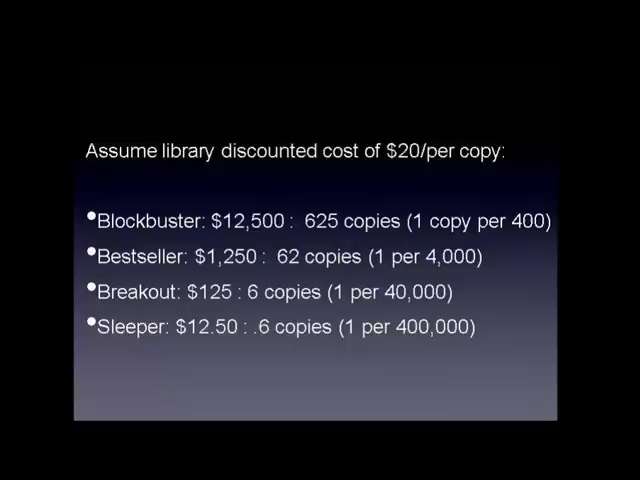 Assume library discounted cost of $20/per copy:
•Blockbuster: $12,500 :  625 copies (1 copy per 400)
•Bestseller: $1,250 :  62 copies (1 per 4,000)
•Breakout: $125 : 6 copies (1 per 40,000)
•Sleeper: $12.50 : .6 copies (1 per 400,000)